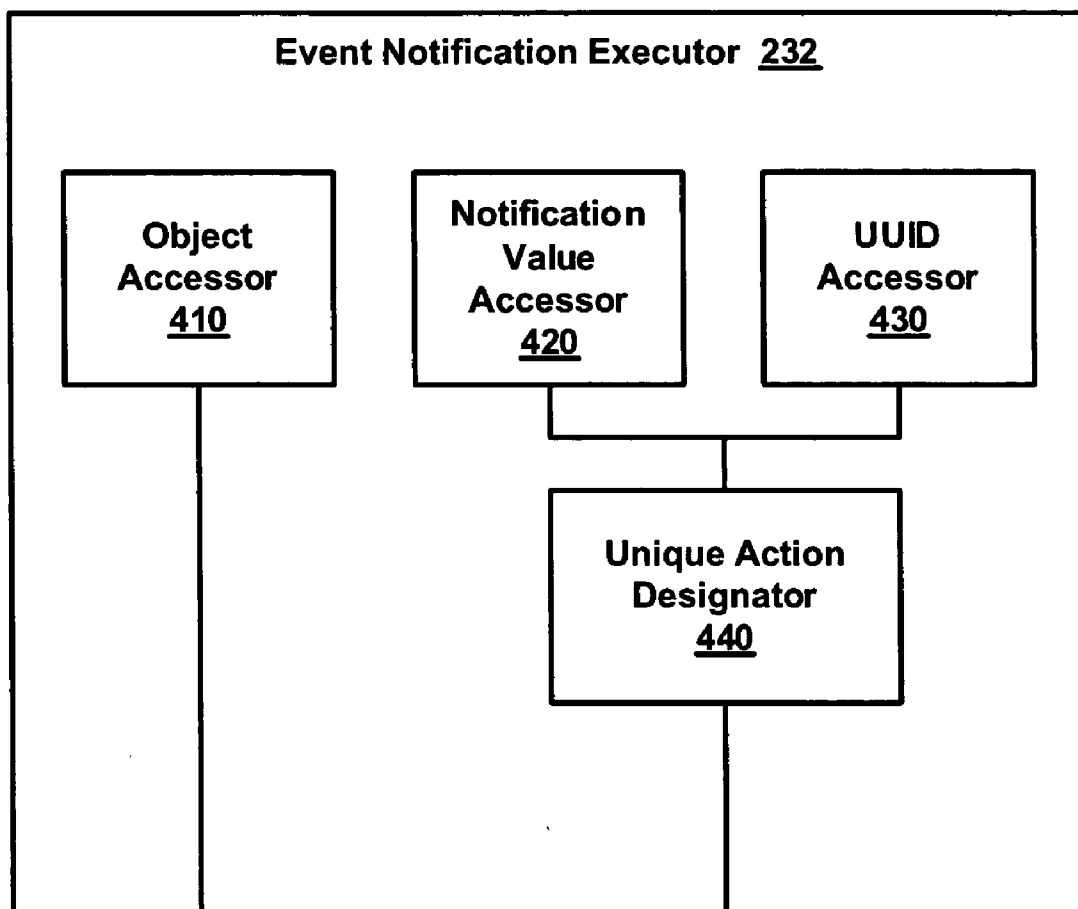 Event Notification Executor 232
Object
Accessor
410
Notification
Value
Accessor
420
UUID
Accessor
430
Unique Action
Designator
440